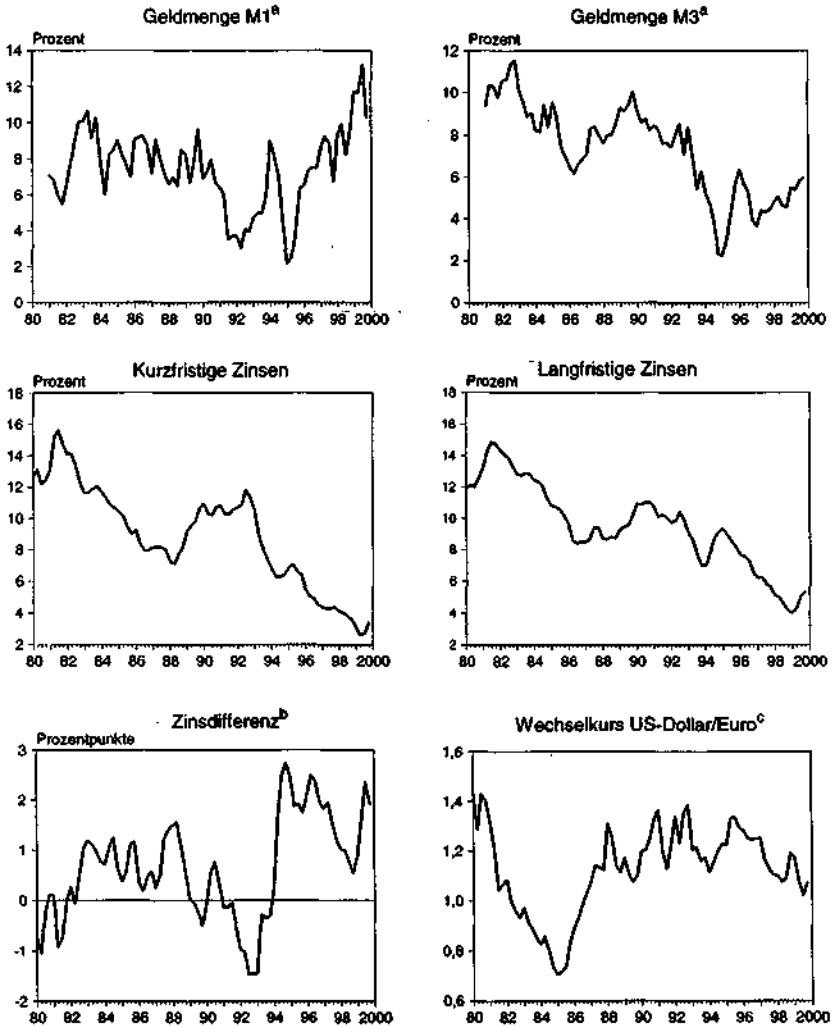 Geldmenge M1ᵃ
Prozent
14
12
10
8
6
4
2
0
80 82 84 86 88 90 92 94 96 98 2000
Geldmenge M3ᵃ
Prozent
12
10
8
6
4
2
0
80 82 84 86 88 90 92 94 96 98 2000
Kurzfristige Zinsen
Prozent
18
16
14
12
10
8
6
4
2
80 82 84 86 88 90 92 94 96 98 2000
Langfristige Zinsen
Prozent
18
16
14
12
10
8
6
4
2
80 82 84 86 88 90 92 94 96 98 2000
Zinsdifferenzᵇ
Prozentpunkte
3
2
1
0
-1
-2
80 82 84 86 88 90 92 94 96 98 2000
Wechselkurs US-Dollar/Euroᶜ
1,6
1,4
1,2
1,0
0,8
0,6
80 82 84 86 88 90 92 94 96 98 2000